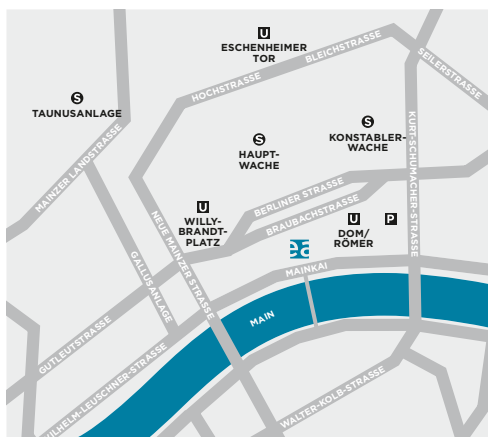 U
ESCHENHEIMER
TOR
BLEICHSTRASSE
SEILERSTRASSE
HOCHSTRASSE
S
TAUNUSANLAGE
MAINZER LANDSTRASSE
S
HAUPT-
WACHE
S
KONSTABLER-
WACHE
KURT-SCHUMACHER-STRASSE
BERLINER STRASSE
BRAUBACHSTRASSE
U
WILLY-
BRANDT-
PLATZ
NEUE MAINZER STRASSE
U
DOM/
RÖMER
P
GALLUSANLAGE
MAINKAI
MAIN
GUTLEUTSTRASSE
WILHELM-LEUSCHNER-STRASSE
WALTER-KOLB-STRASSE